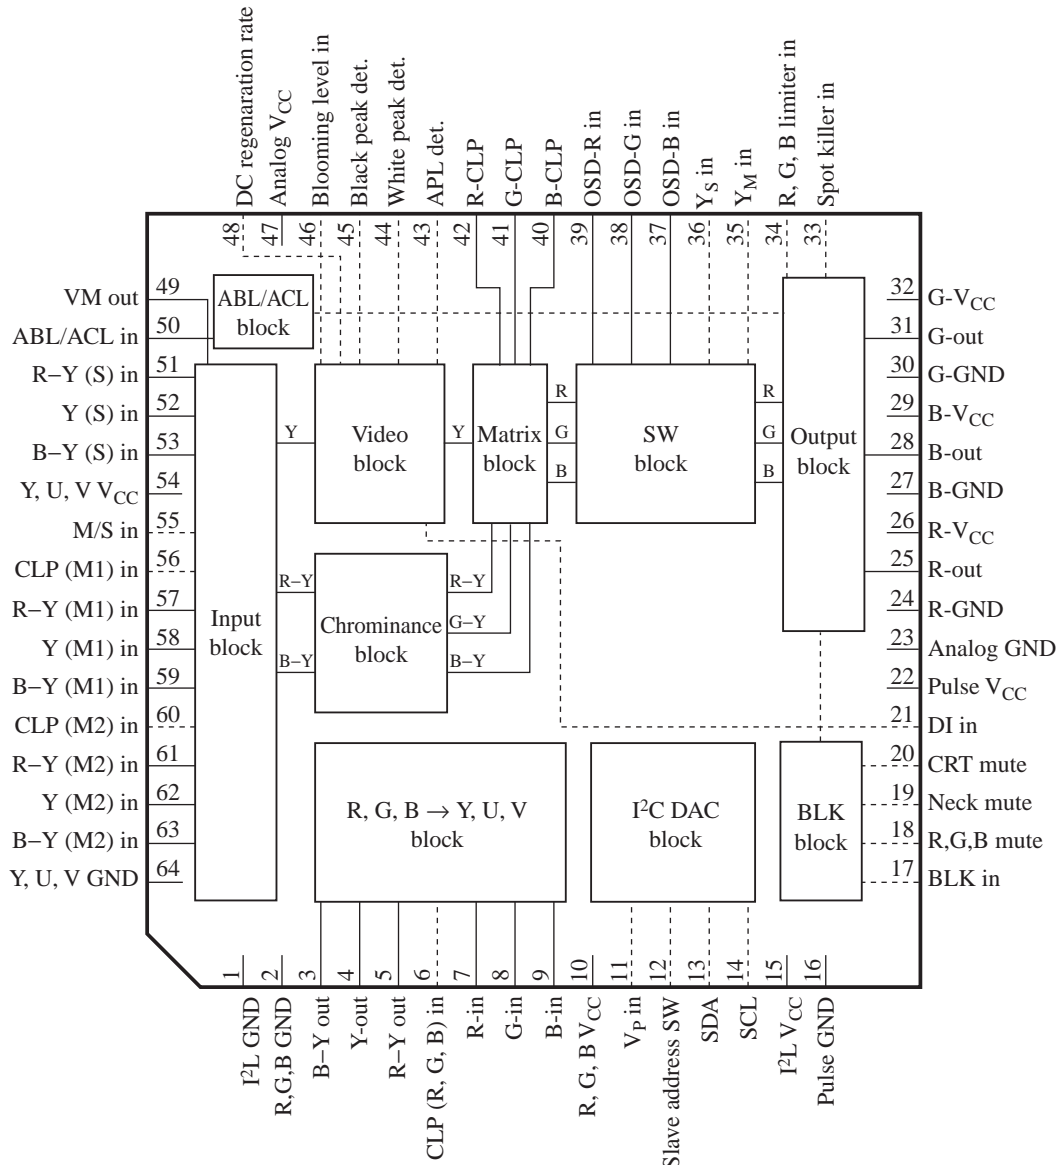 DC regenaration rate
Analog VCC
Blooming level in
Black peak det.
White peak det.
APL det.
R-CLP
G-CLP
B-CLP
OSD-R in
OSD-G in
OSD-B in
YS in
YM in
R, G, B limiter in
Spot killer in
48
47
46
45
44
43
42
41
40
39
38
37
36
35
34
33
VM out
49
ABL/ACL in
50
R−Y (S) in
51
Y (S) in
52
B−Y (S) in
53
Y, U, V VCC
54
M/S in
55
CLP (M1) in
56
R−Y (M1) in
57
Y (M1) in
58
B−Y (M1) in
59
CLP (M2) in
60
R−Y (M2) in
61
Y (M2) in
62
B−Y (M2) in
63
Y, U, V GND
64
ABL/ACL
block
Input
block
Y
Video
block
Y
Matrix
block
R
G
B
SW
block
R
G
B
Output
block
R−Y
B−Y
Chrominance
block
R−Y
G−Y
B−Y
R, G, B → Y, U, V
block
I²C DAC
block
BLK
block
32
G-VCC
31
G-out
30
G-GND
29
B-VCC
28
B-out
27
B-GND
26
R-VCC
25
R-out
24
R-GND
23
Analog GND
22
Pulse VCC
21
DI in
20
CRT mute
19
Neck mute
18
R,G,B mute
17
BLK in
1
2
3
4
5
6
7
8
9
10
11
12
13
14
15
16
I²L GND
R,G,B GND
B−Y out
Y-out
R−Y out
CLP (R, G, B) in
R-in
G-in
B-in
R, G, B VCC
VP in
Slave address SW
SDA
SCL
I²L VCC
Pulse GND